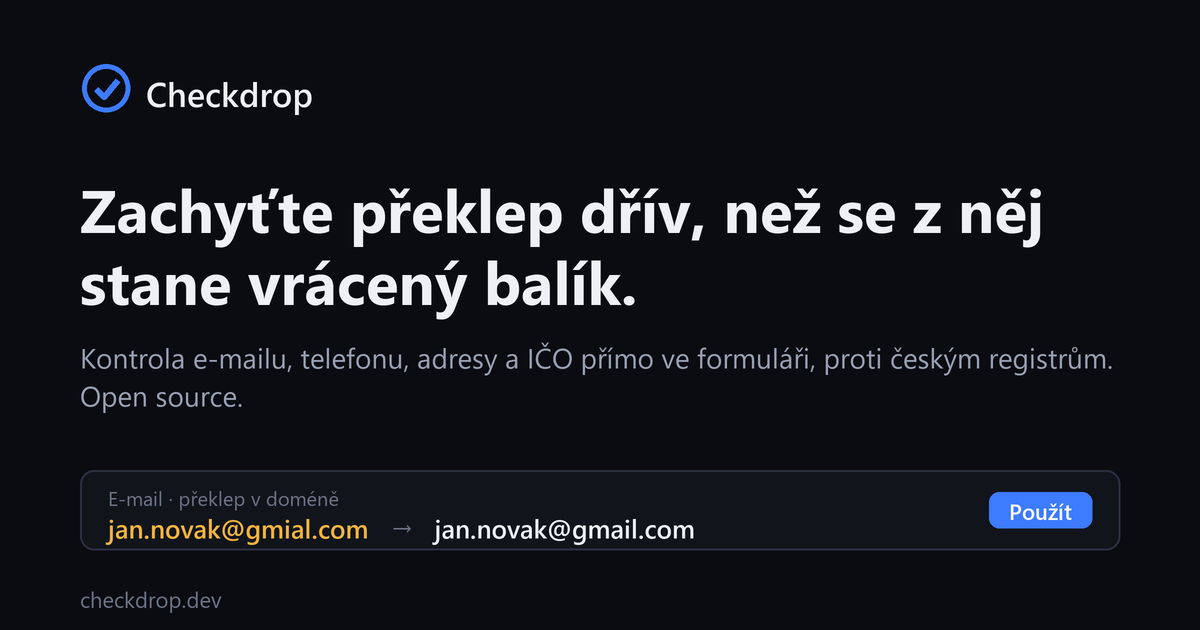 Checkdrop
Zachyťte překlep dřív, než se z něj
stane vrácený balík.
Kontrola e-mailu, telefonu, adresy a IČO přímo ve formuláři, proti českým registrům.
Open source.
E-mail · překlep v doméně
jan.novak@gmial.com → jan.novak@gmail.com
Použít
checkdrop.dev